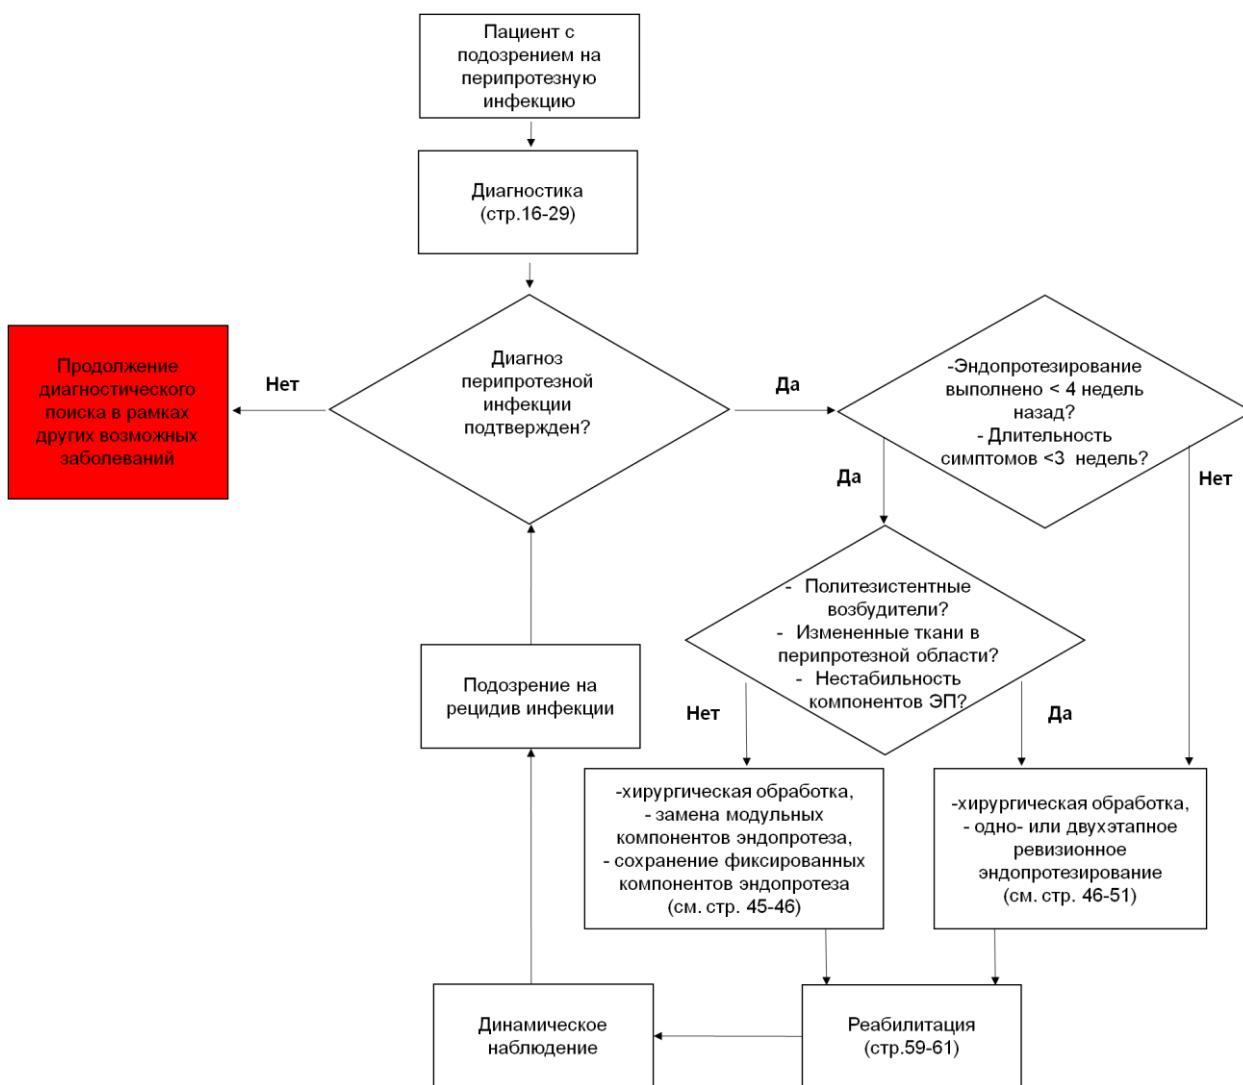 Пациент с
подозрением на
перипротезную
инфекцию
Диагностика
(стр.16-29)
Диагноз
перипротезной
инфекции
подтвержден?
Нет
Продолжение
диагностического
поиска в рамках
других возможных
заболеваний
Да
-Эндопротезирование
выполнено < 4 недель
назад?
- Длительность
симптомов <3 недель?
Да
Нет
- Политезистентные
возбудители?
- Измененные ткани в
перипротезной области?
- Нестабильность
компонентов ЭП?
Нет
Да
-хирургическая обработка,
- замена модульных
компонентов эндопротеза,
- сохранение фиксированных
компонентов эндопротеза
(см. стр. 45-46)
-хирургическая обработка,
- одно- или двухэтапное
ревизионное
эндопротезирование
(см. стр. 46-51)
Реабилитация
(стр.59-61)
Динамическое
наблюдение
Подозрение на
рецидив инфекции